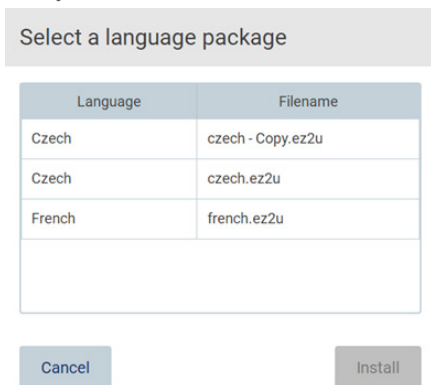 Select a language package
Language Filename
Czech czech - Copy.ez2u
Czech czech.ez2u
French french.ez2u
Cancel Install